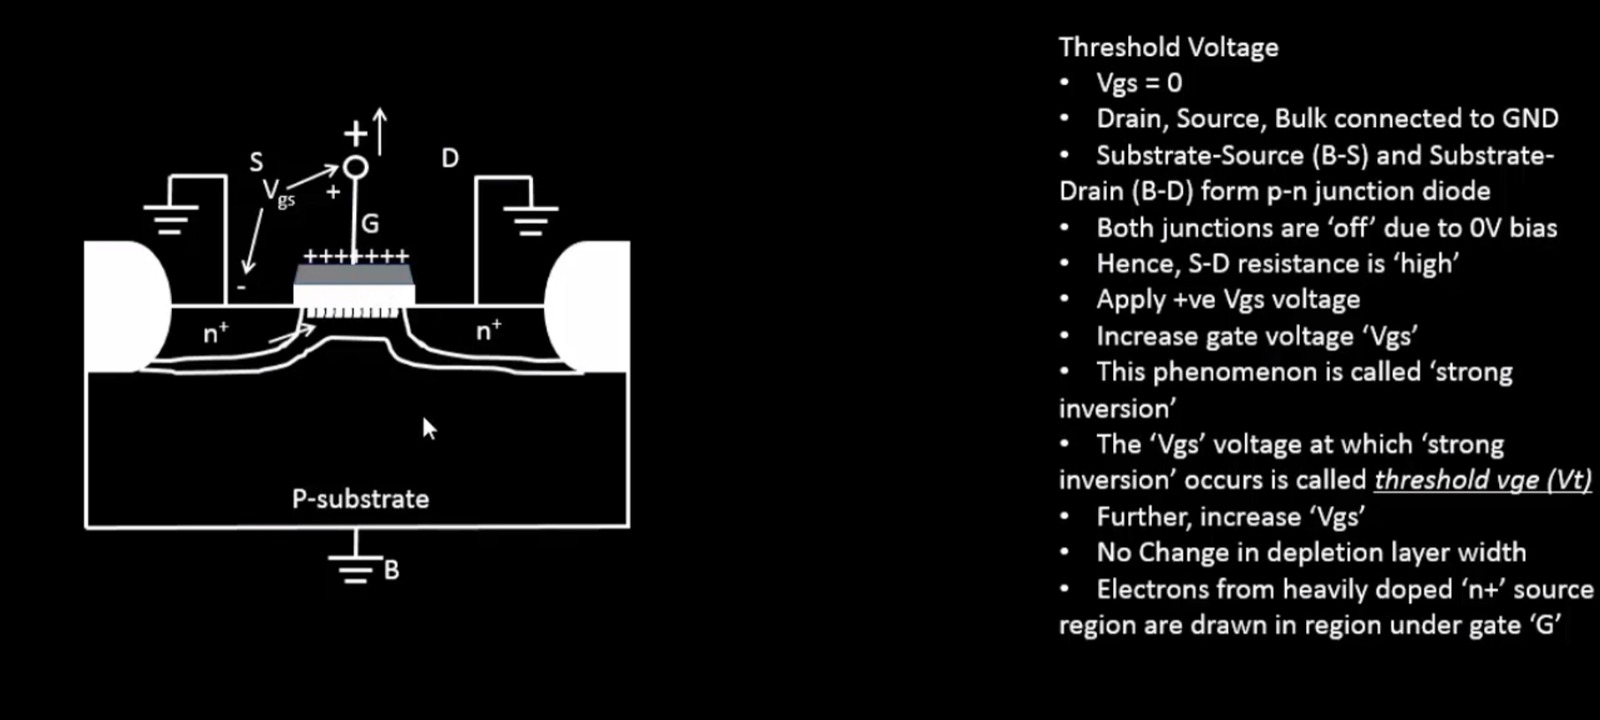 +
S
D
V
gs
+
G
+++++++
-
n+
n+
P-substrate
B
Threshold Voltage
• Vgs = 0
• Drain, Source, Bulk connected to GND
• Substrate-Source (B-S) and Substrate-
Drain (B-D) form p-n junction diode
• Both junctions are ‘off’ due to 0V bias
• Hence, S-D resistance is ‘high’
• Apply +ve Vgs voltage
• Increase gate voltage ‘Vgs’
• This phenomenon is called ‘strong
inversion’
• The ‘Vgs’ voltage at which ‘strong
inversion’ occurs is called threshold vge (Vt)
• Further, increase ‘Vgs’
• No Change in depletion layer width
• Electrons from heavily doped ‘n+’ source
region are drawn in region under gate ‘G’